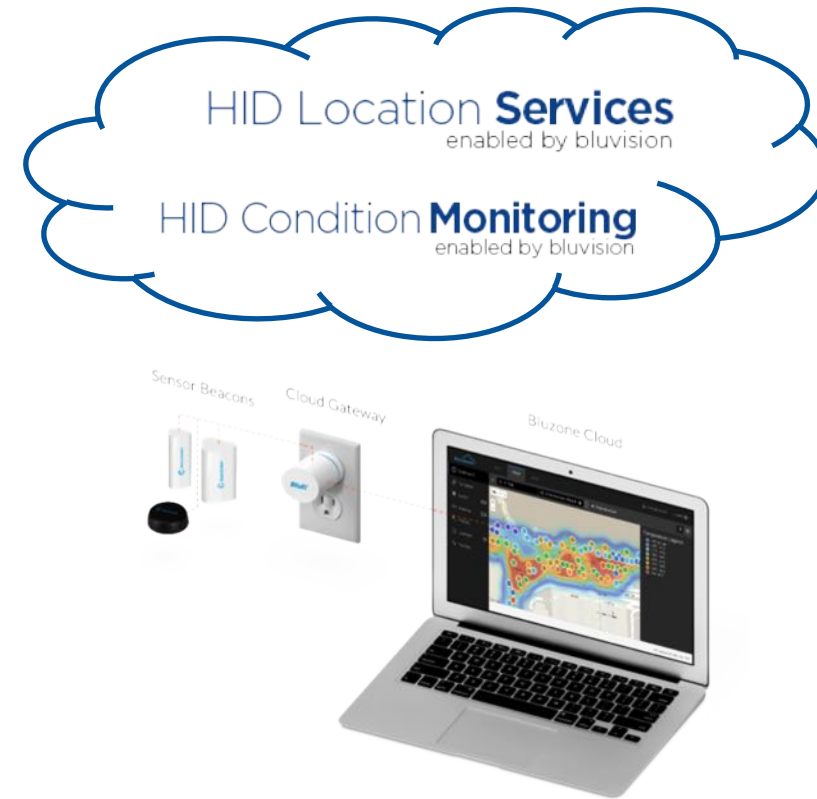 HID Location Services
enabled by bluvision
HID Condition Monitoring
enabled by bluvision
Sensor Beacons
Cloud Gateway
Bluzone Cloud